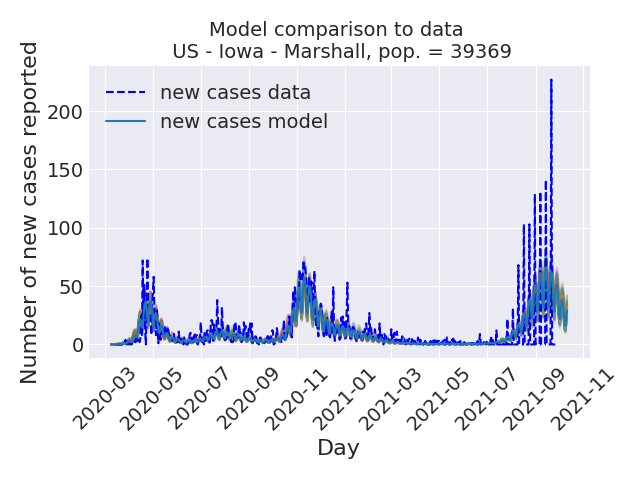 Model comparison to data
US - Iowa - Marshall, pop. = 39369
Number of new cases reported
new cases data
new cases model
200
150
100
50
0
2020-03
2020-05
2020-07
2020-09
2020-11
2021-01
2021-03
2021-05
2021-07
2021-09
2021-11
Day